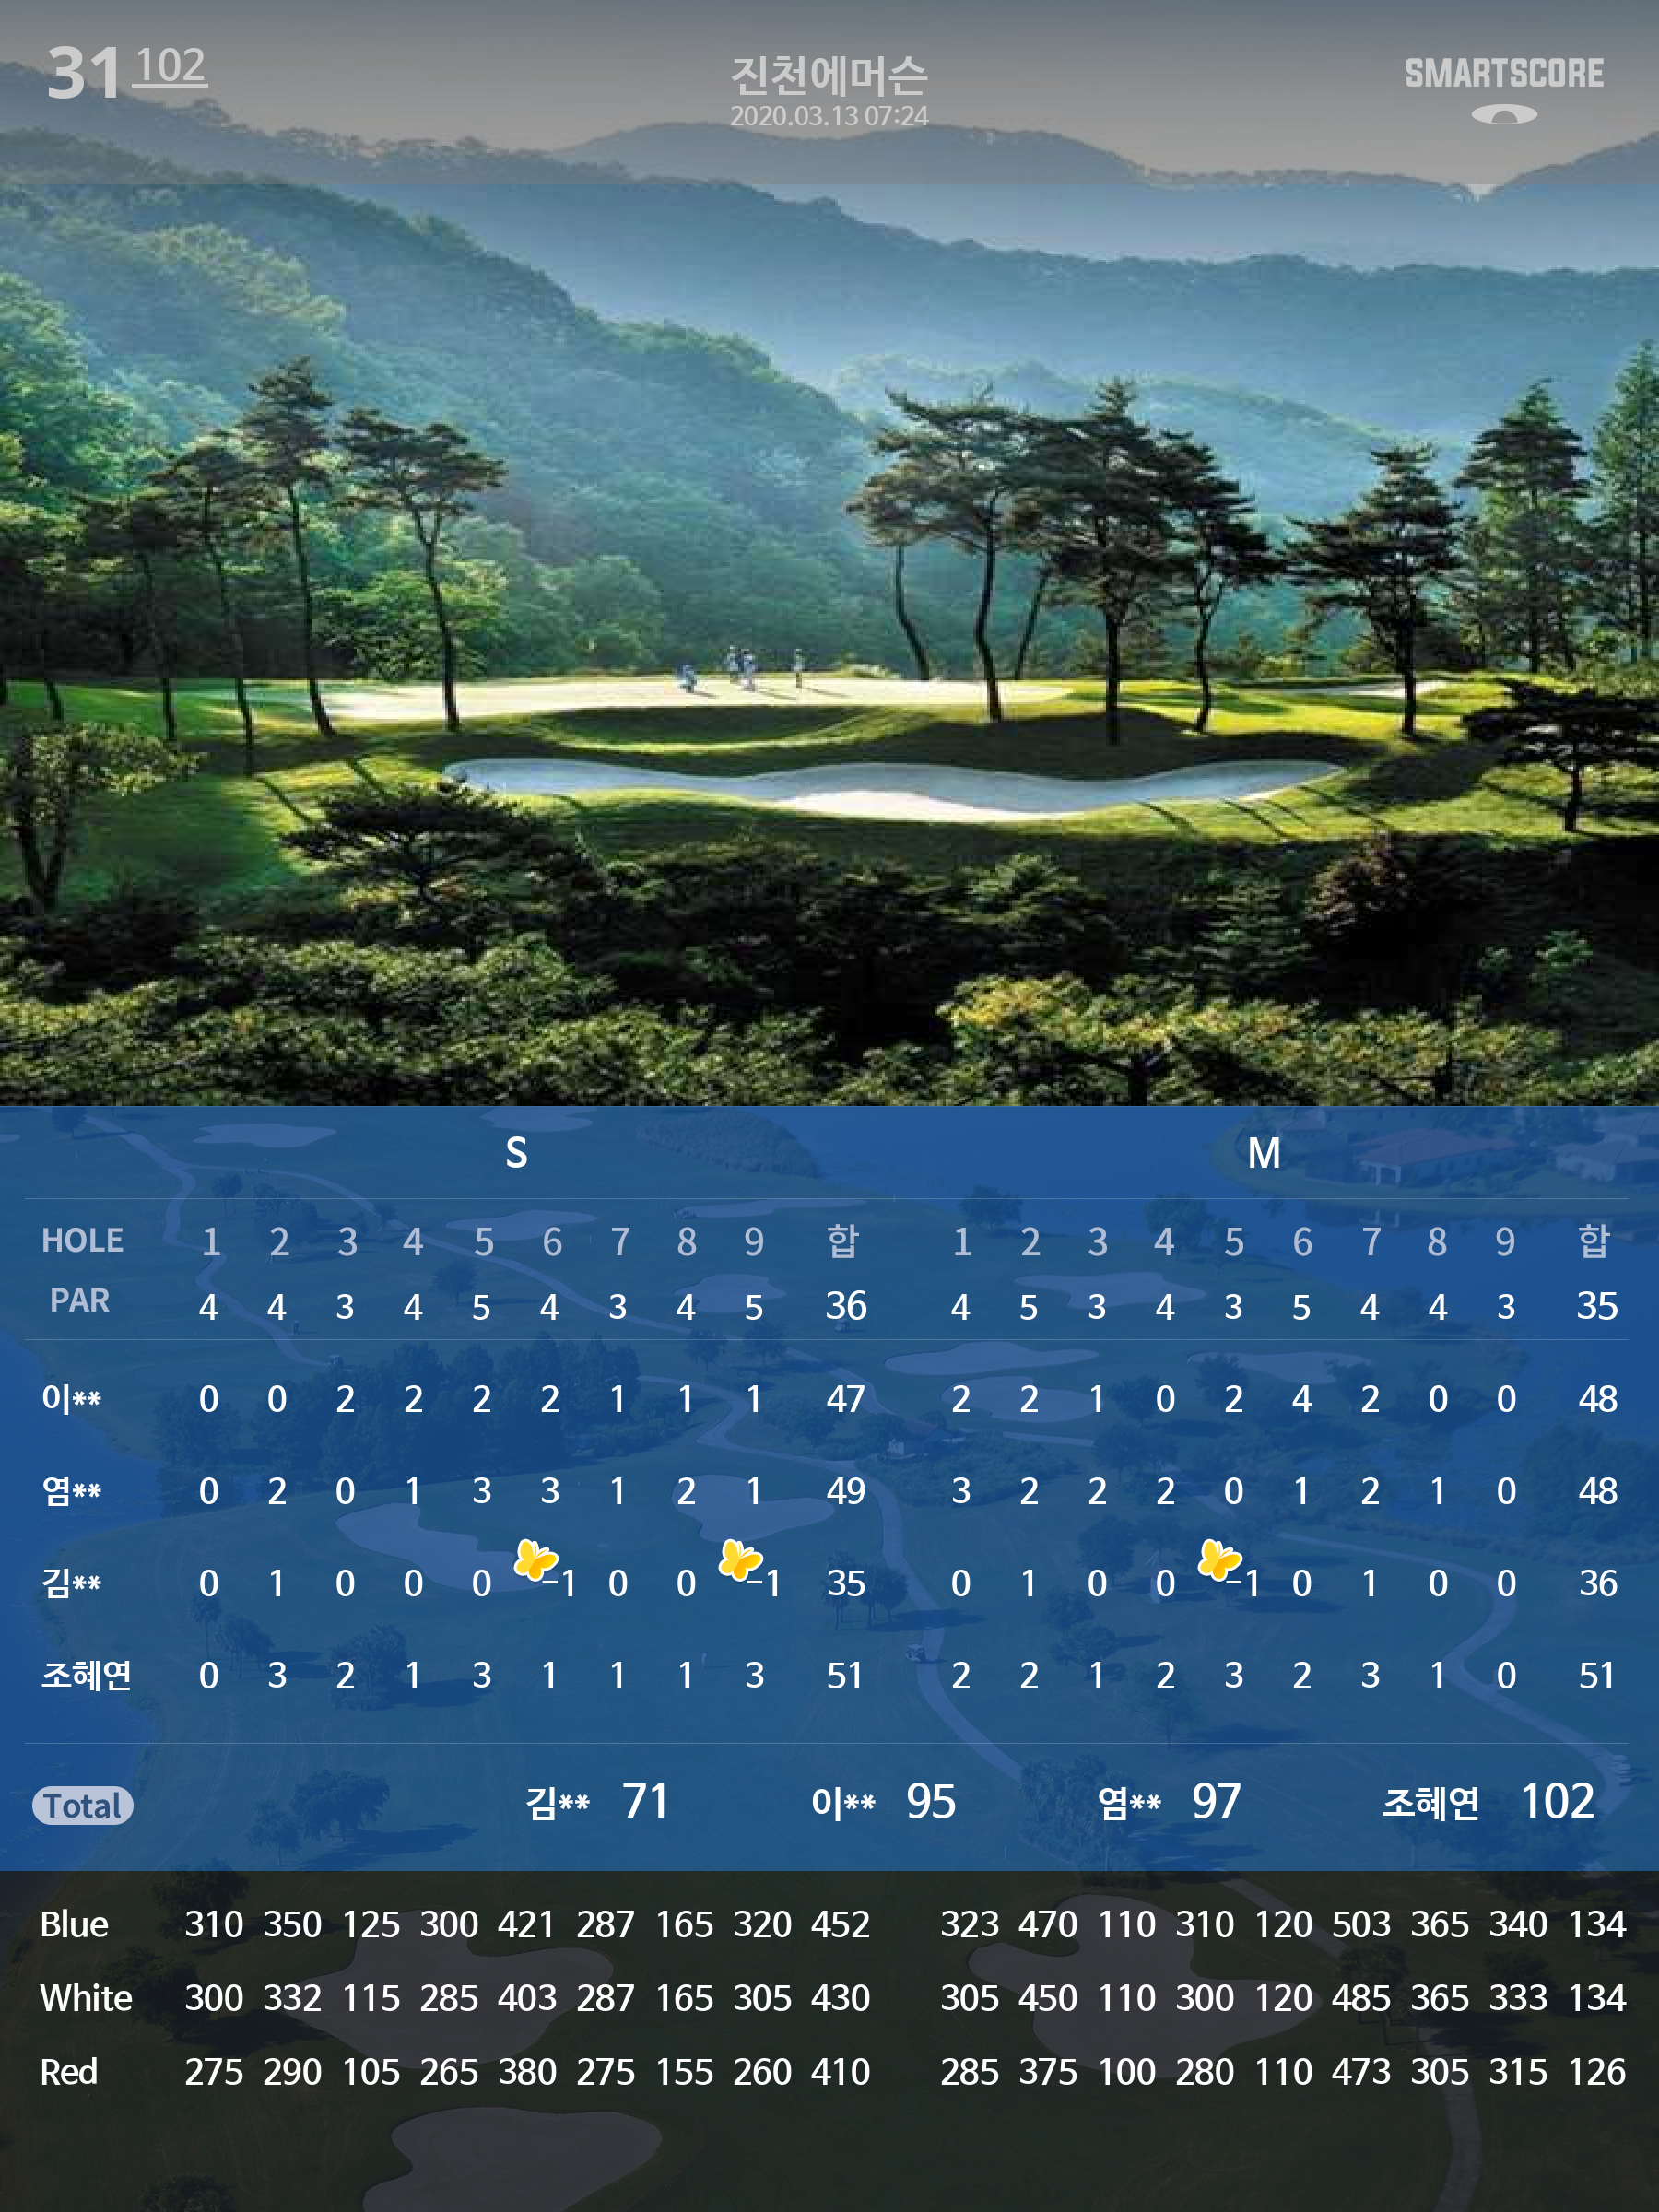 31 102
진천에머슨
2020.03.13 07:24
SMARTSCORE
S M
HOLE 1 2 3 4 5 6 7 8 9 합 1 2 3 4 5 6 7 8 9 합
PAR 4 4 3 4 5 4 3 4 5 36 4 5 3 4 3 5 4 4 3 35
이** 0 0 2 2 2 2 1 1 1 47 2 2 1 0 2 4 2 0 0 48
염** 0 2 0 1 3 3 1 2 1 49 3 2 2 2 0 1 2 1 0 48
김** 0 1 0 0 0 -1 0 0 -1 35 0 1 0 0 -1 0 1 0 0 36
조혜연 0 3 2 1 3 1 1 1 3 51 2 2 1 2 3 2 3 1 0 51
Total 김** 71 이** 95 염** 97 조혜연 102
Blue 310 350 125 300 421 287 165 320 452 323 470 110 310 120 503 365 340 134
White 300 332 115 285 403 287 165 305 430 305 450 110 300 120 485 365 333 134
Red 275 290 105 265 380 275 155 260 410 285 375 100 280 110 473 305 315 126